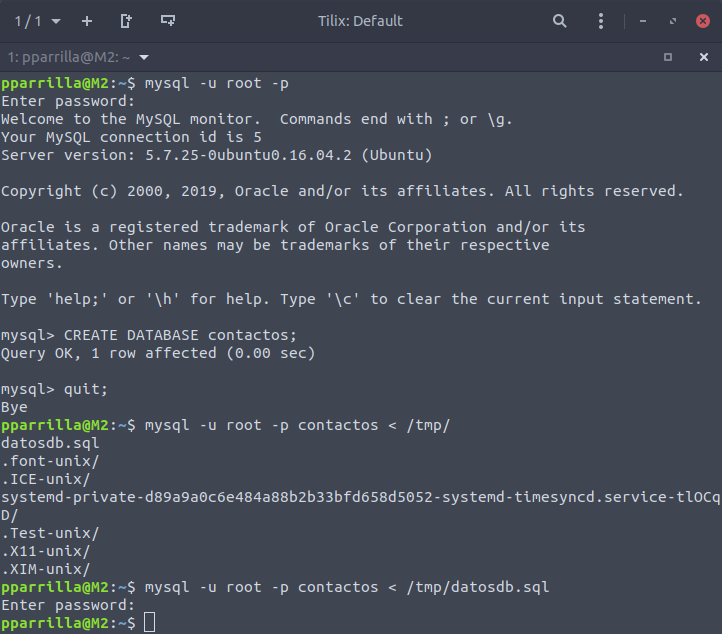 1 / 1
Tilix: Default
1: pparrilla@M2: ~
pparrilla@M2:~$ mysql -u root -p
Enter password:
Welcome to the MySQL monitor.  Commands end with ; or \g.
Your MySQL connection id is 5
Server version: 5.7.25-0ubuntu0.16.04.2 (Ubuntu)
Copyright (c) 2000, 2019, Oracle and/or its affiliates. All rights reserved.
Oracle is a registered trademark of Oracle Corporation and/or its
affiliates. Other names may be trademarks of their respective
owners.
Type 'help;' or '\h' for help. Type '\c' to clear the current input statement.
mysql> CREATE DATABASE contactos;
Query OK, 1 row affected (0.00 sec)
mysql> quit;
Bye
pparrilla@M2:~$ mysql -u root -p contactos < /tmp/
datosdb.sql
.font-unix/
.ICE-unix/
systemd-private-d89a9a0c6e484a88b2b33bfd658d5052-systemd-timesyncd.service-tlOCq
D/
.Test-unix/
.X11-unix/
.XIM-unix/
pparrilla@M2:~$ mysql -u root -p contactos < /tmp/datosdb.sql
Enter password:
pparrilla@M2:~$